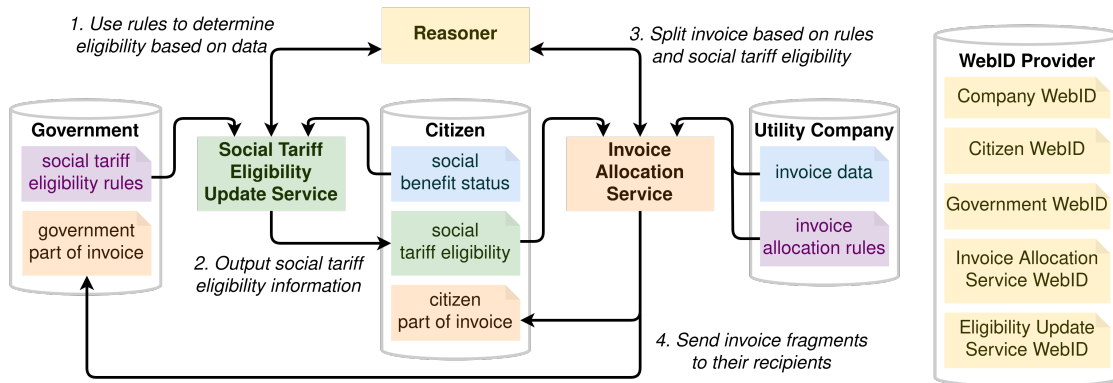 1. Use rules to determine
eligibility based on data
Reasoner
3. Split invoice based on rules
and social tariff eligibility
Government
social tariff
eligibility rules
government
part of invoice
Social Tariff
Eligibility
Update Service
2. Output social tariff
eligibility information
Citizen
social
benefit status
social
tariff eligibility
citizen
part of invoice
Invoice
Allocation
Service
Utility Company
invoice data
invoice
allocation rules
4. Send invoice fragments
to their recipients
WebID Provider
Company WebID
Citizen WebID
Government WebID
Invoice Allocation
Service WebID
Eligibility Update
Service WebID